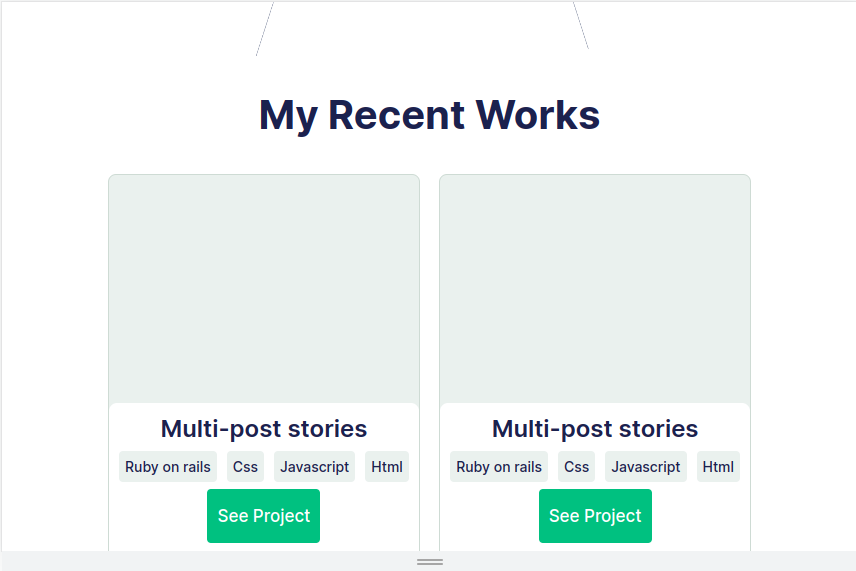 My Recent Works
Multi-post stories
Ruby on rails Css Javascript Html
See Project
Multi-post stories
Ruby on rails Css Javascript Html
See Project